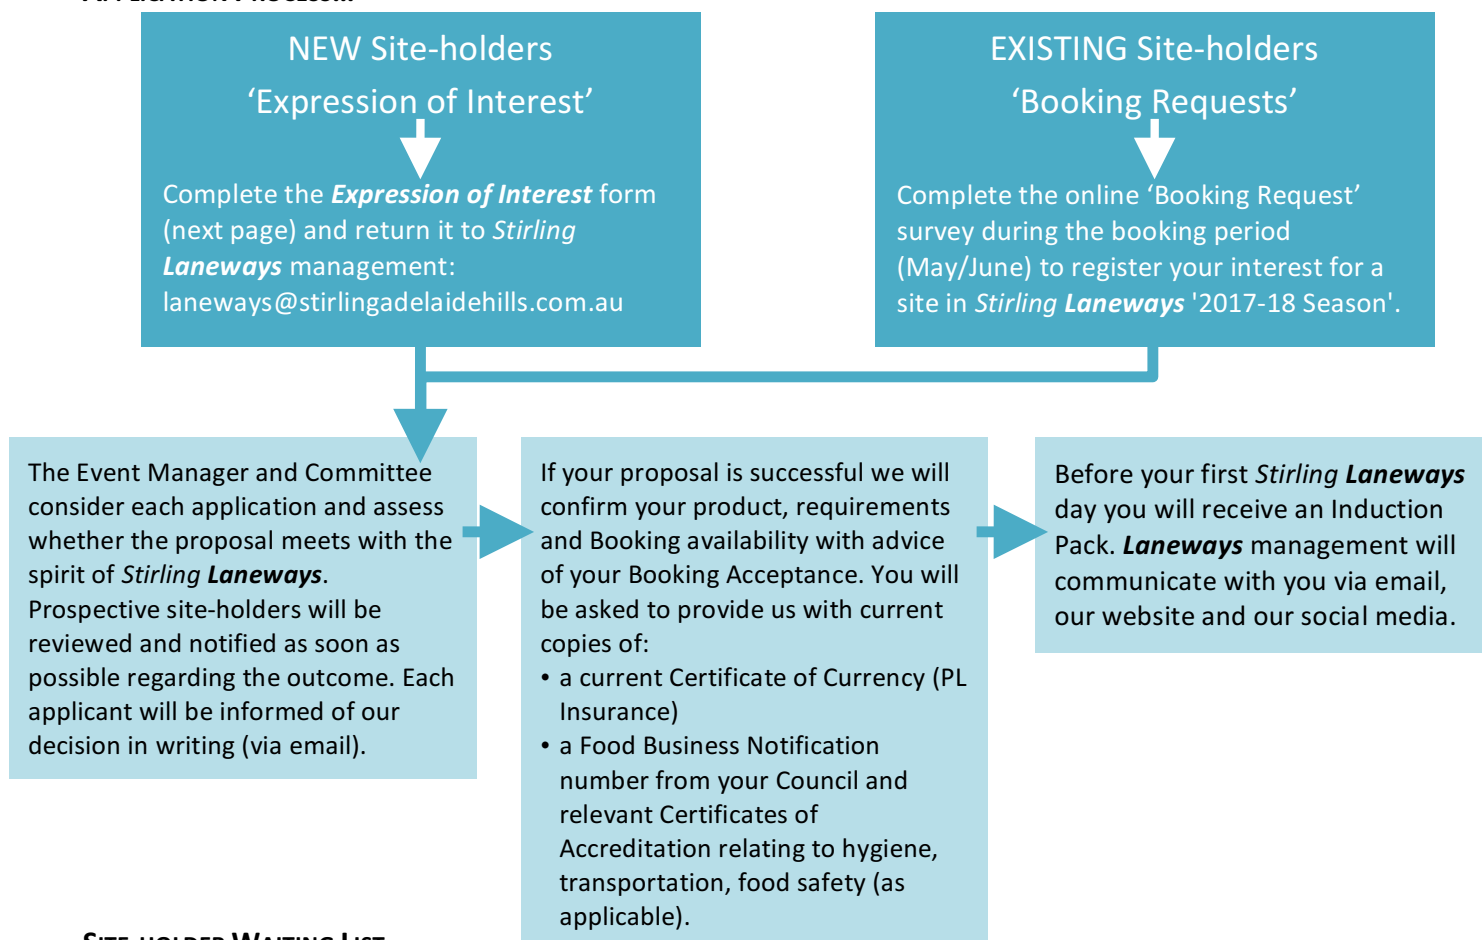 APPLICATION PROCESS...
NEW Site-holders
‘Expression of Interest’
Complete the Expression of Interest form
(next page) and return it to Stirling
Laneways management:
laneways@stirlingadelaidehills.com.au
EXISTING Site-holders
‘Booking Requests’
Complete the online ‘Booking Request’
survey during the booking period
(May/June) to register your interest for a
site in Stirling Laneways '2017-18 Season'.
The Event Manager and Committee
consider each application and assess
whether the proposal meets with the
spirit of Stirling Laneways.
Prospective site-holders will be
reviewed and notified as soon as
possible regarding the outcome. Each
applicant will be informed of our
decision in writing (via email).
If your proposal is successful we will
confirm your product, requirements
and Booking availability with advice
of your Booking Acceptance. You will
be asked to provide us with current
copies of:
• a current Certificate of Currency (PL
Insurance)
• a Food Business Notification
number from your Council and
relevant Certificates of
Accreditation relating to hygiene,
transportation, food safety (as
applicable).
Before your first Stirling Laneways
day you will receive an Induction
Pack. Laneways management will
communicate with you via email,
our website and our social media.
SITE-HOLDER WAITING LIST